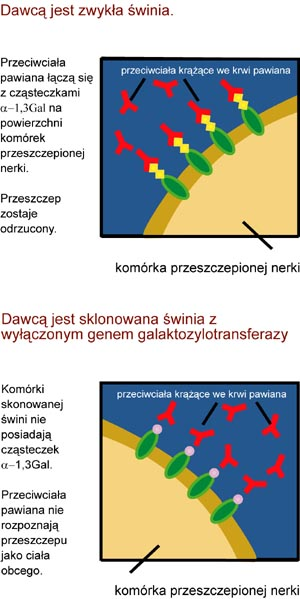 Dawcą jest zwykła świnia.
Przeciwciała
pawiana łączą się
z cząsteczkami
α–1,3Gal na
powierzchni
komórek
przeszczepionej
nerki.
Przeszczep
zostaje
odrzucony.
przeciwciała krążące we krwi pawiana
komórka przeszczepionej nerki
Dawcą jest sklonowana świnia z
wyłączonym genem galaktozylotransferazy
Komórki
skonowanej
świni nie
posiadają
cząsteczek
α–1,3Gal.
Przeciwciała
pawiana nie
rozpoznają
przeszczepu
jako ciała
obcego.
przeciwciała krążące we krwi pawiana
komórka przeszczepionej nerki